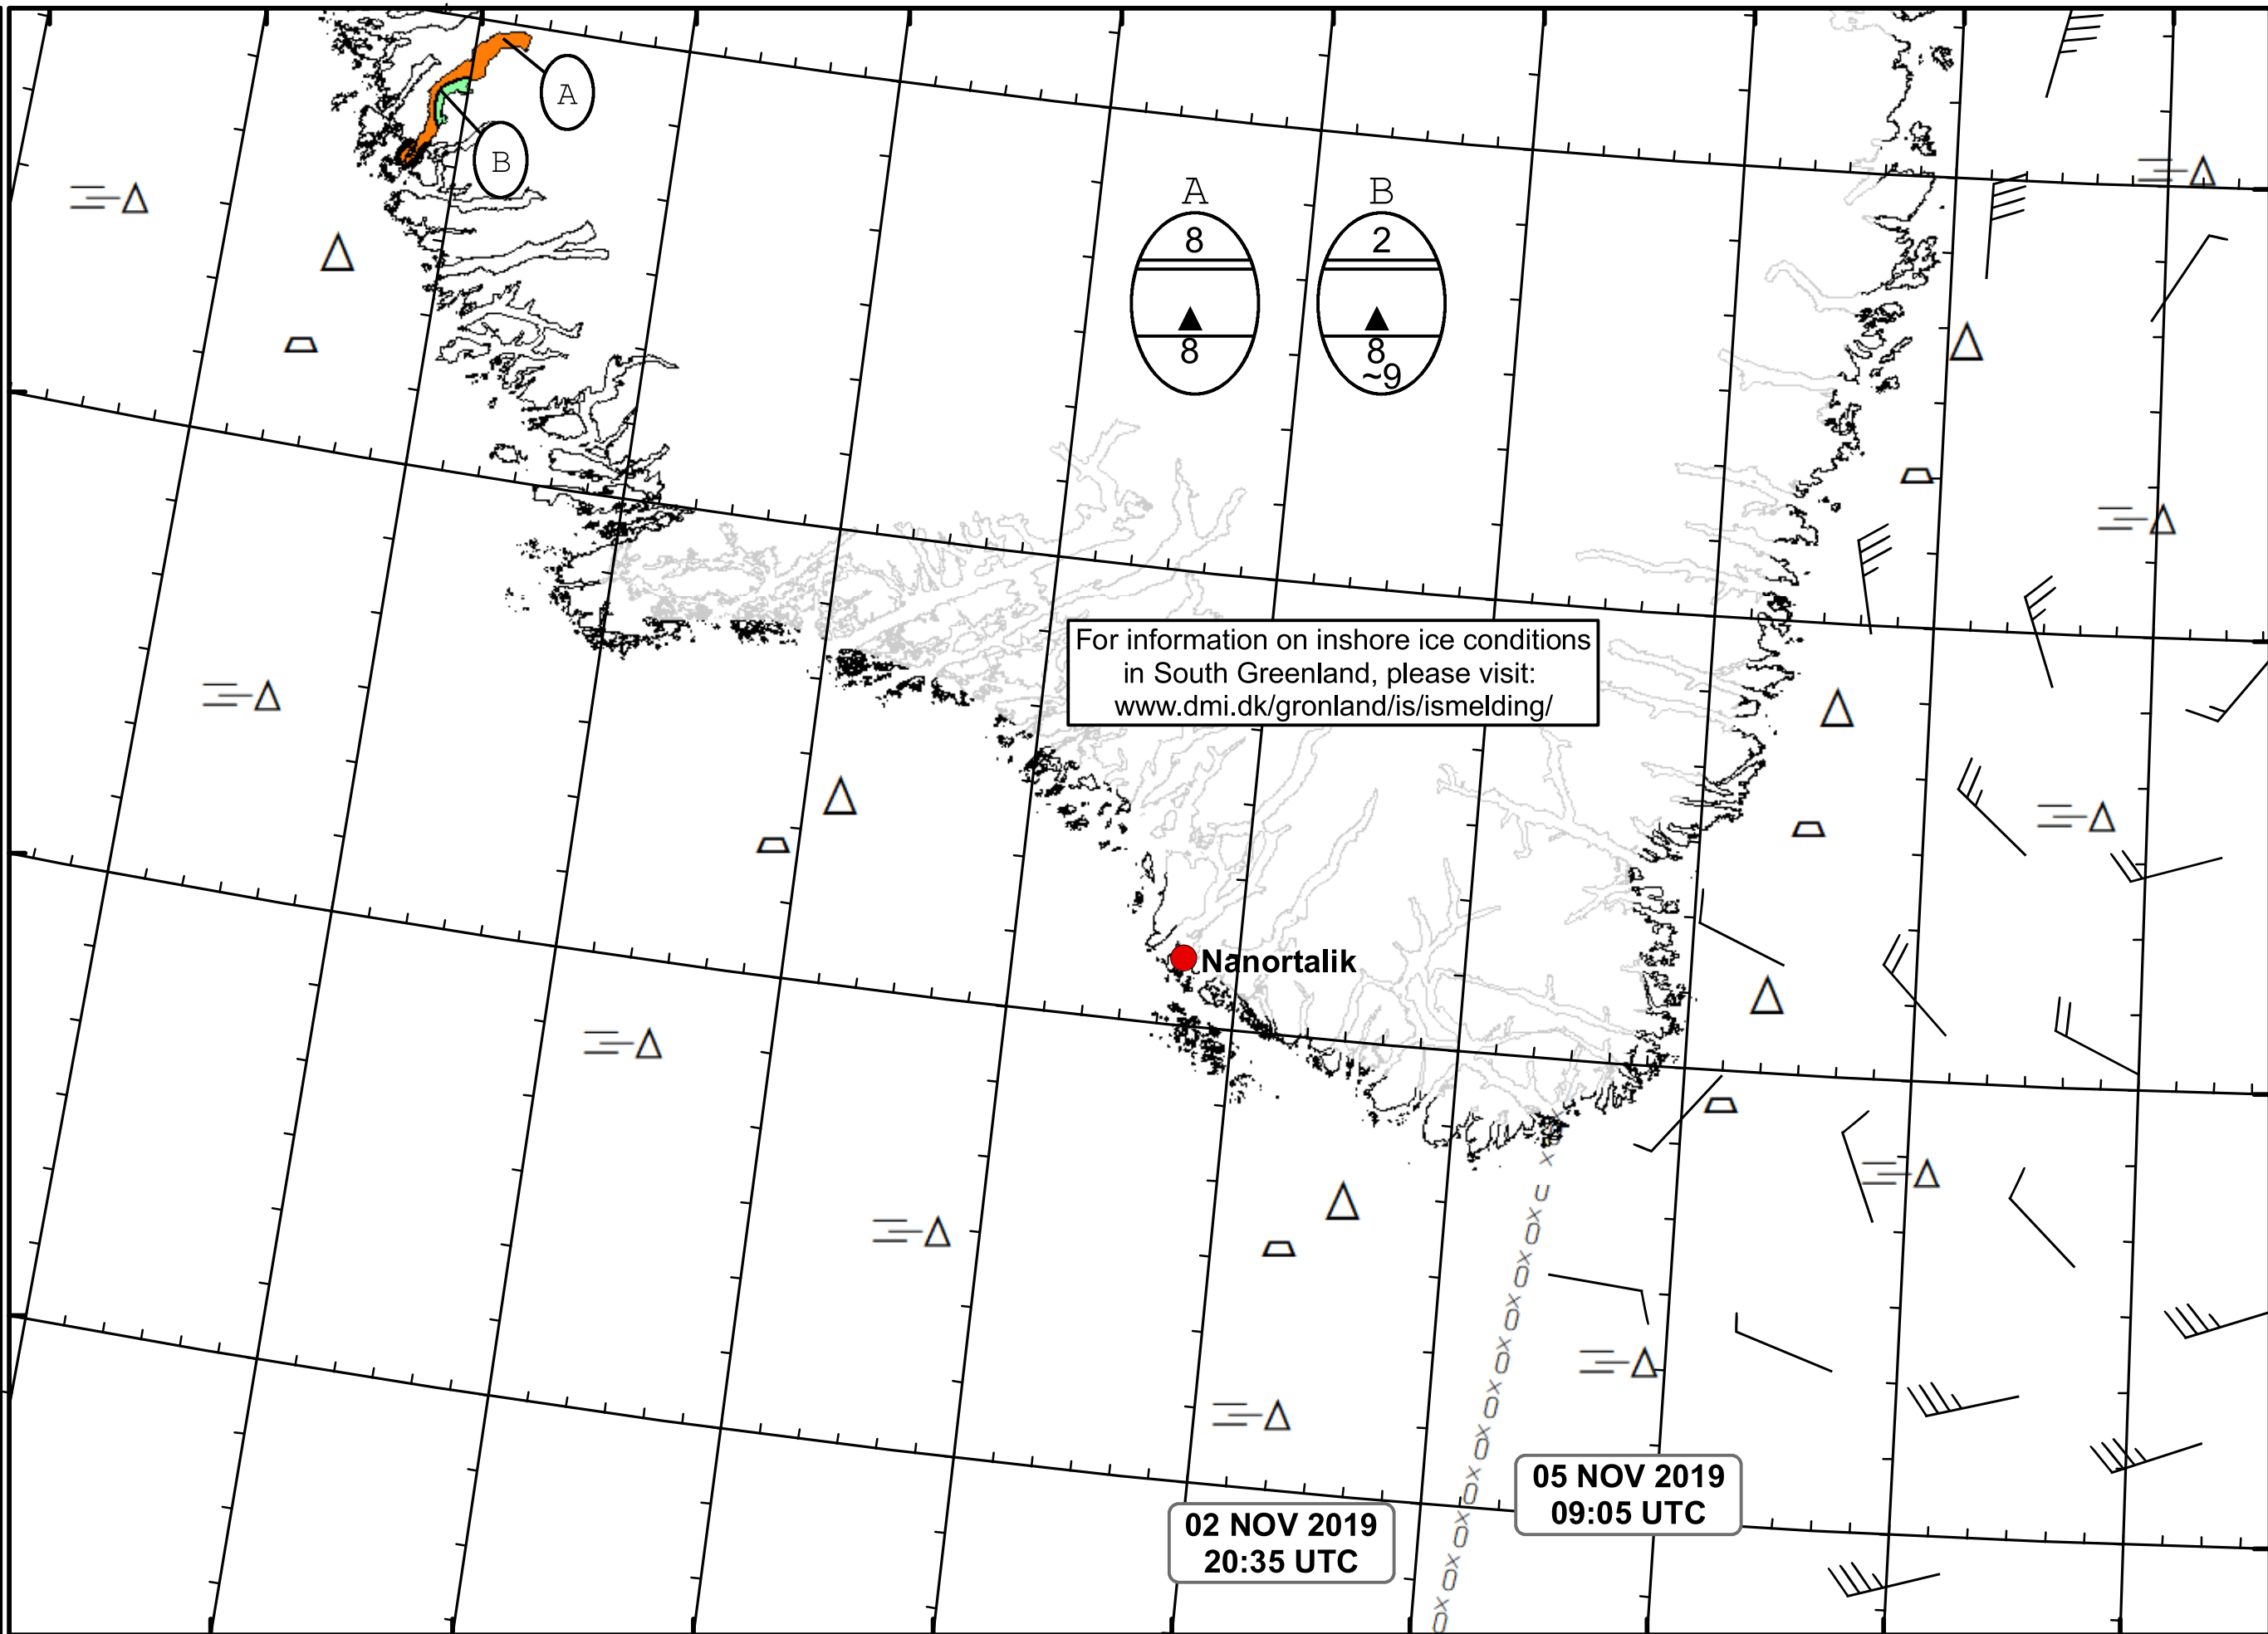 A
B
A
B
8
2
8
8
~9
For information on inshore ice conditions
in South Greenland, please visit:
www.dmi.dk/gronland/is/ismelding/
Nanortalik
05 NOV 2019
09:05 UTC
02 NOV 2019
20:35 UTC